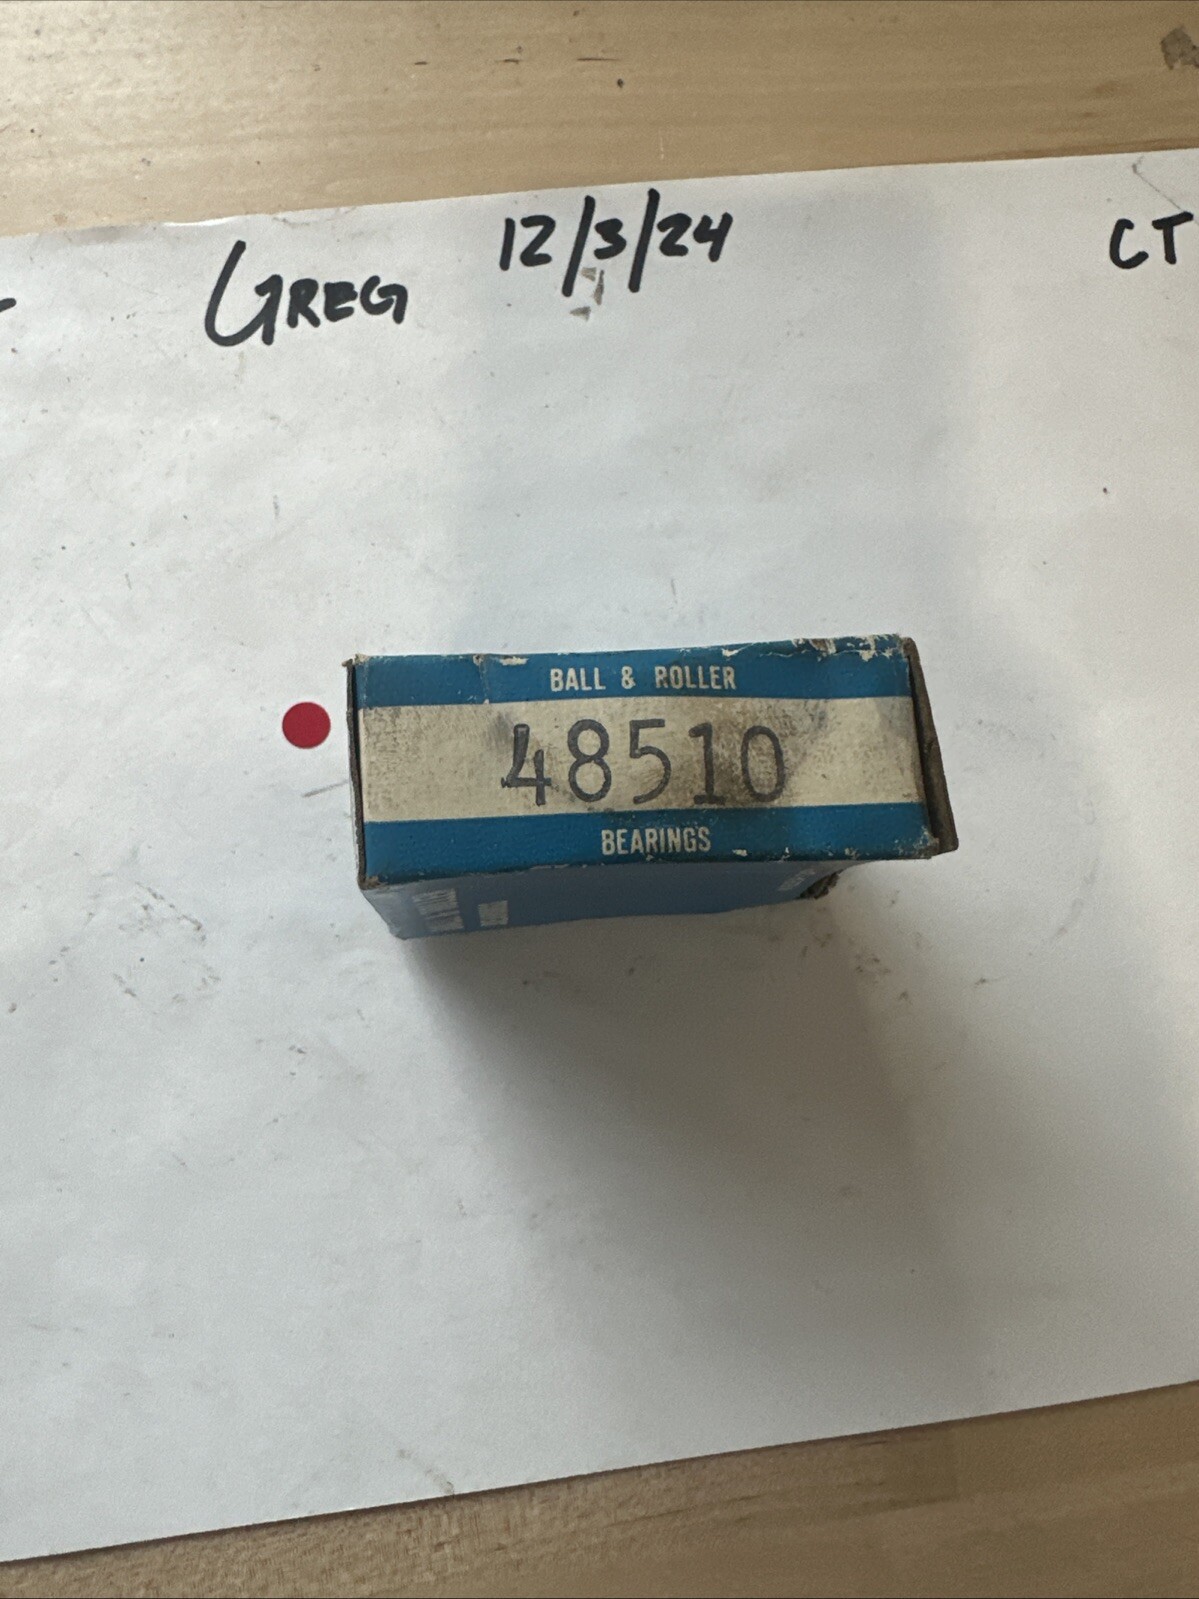 GREG 12/3/24 CT
BALL & ROLLER
48510
BEARINGS